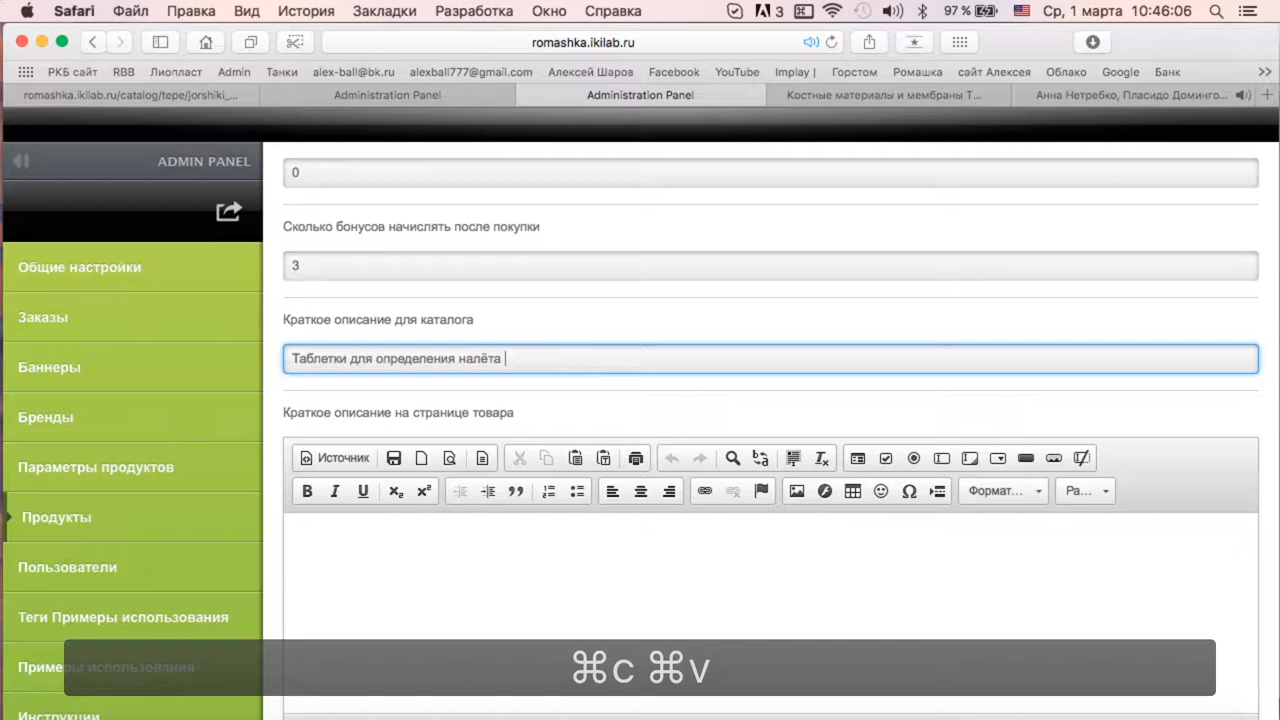 Safari Файл Правка Вид История Закладки Разработка Окно Справка 3 97 % Ср, 1 марта 10:46:06
romashka.ikilab.ru
РКБ сайт RBB Лиопласт Admin Танки alex-ball@bk.ru alexball777@gmail.com Алексей Шаров Facebook YouTube Implay | Горстом Ромашка сайт Алексея Облако Google Банк >>
romashka.ikilab.ru/catalog/tepe/jorshiki_... Administration Panel Administration Panel Костные материалы и мембраны Т... Анна Нетребко, Пласидо Доминго...
ADMIN PANEL
0
Сколько бонусов начислять после покупки
3
Краткое описание для каталога
Таблетки для определения налёта
Краткое описание на странице товара
Источник
B I U x₂ x² Формат... Ра...
Общие настройки
Заказы
Баннеры
Бренды
Параметры продуктов
Продукты
Пользователи
Теги Примеры использования
Примеры использования
Инструкции
⌘c ⌘v